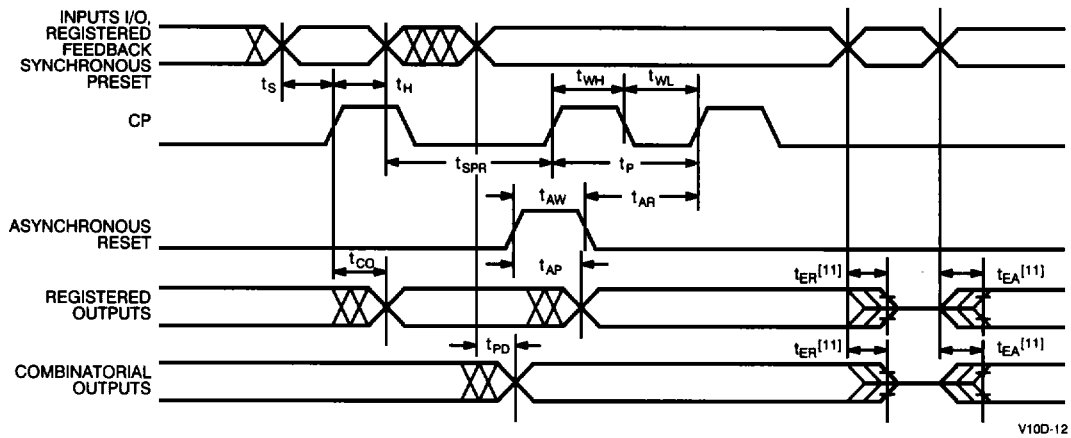 INPUTS I/O,
REGISTERED
FEEDBACK
SYNCHRONOUS
PRESET
tS
tH
tWH
tWL
CP
tSPR
tP
tAW
tAR
ASYNCHRONOUS
RESET
tCO
tAP
tER[11]
tEA[11]
REGISTERED
OUTPUTS
tPD
tER[11]
tEA[11]
COMBINATORIAL
OUTPUTS
V10D-12